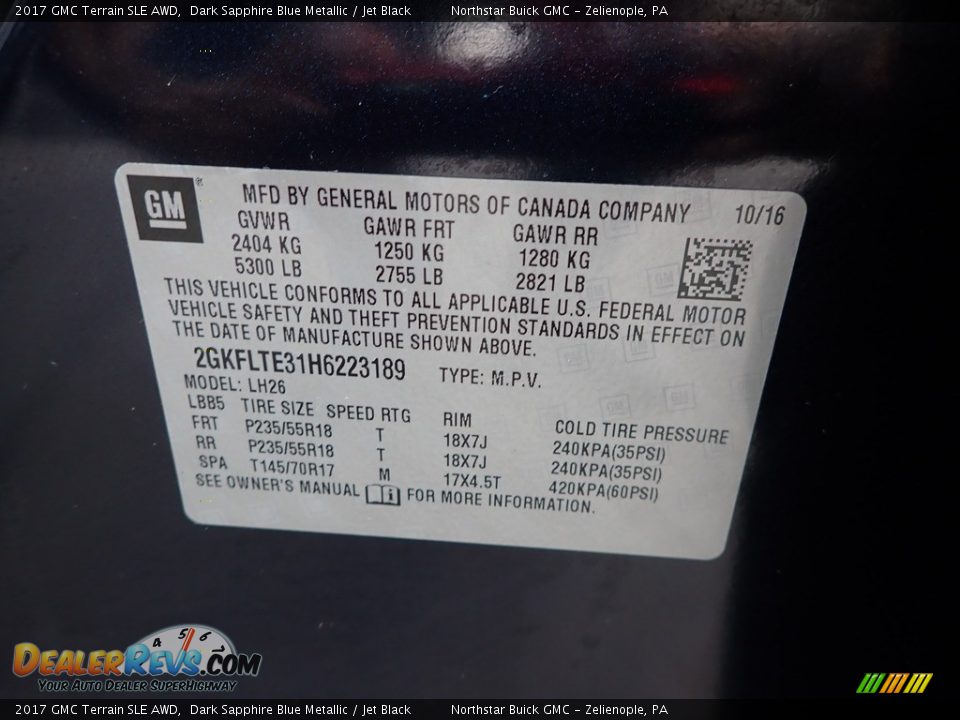 2017 GMC Terrain SLE AWD,  Dark Sapphire Blue Metallic / Jet Black    Northstar Buick GMC - Zelienople, PA
GM® MFD BY GENERAL MOTORS OF CANADA COMPANY 10/16
GVWR GAWR FRT GAWR RR
2404 KG 1250 KG 1280 KG
5300 LB 2755 LB 2821 LB
THIS VEHICLE CONFORMS TO ALL APPLICABLE U.S. FEDERAL MOTOR
VEHICLE SAFETY AND THEFT PREVENTION STANDARDS IN EFFECT ON
THE DATE OF MANUFACTURE SHOWN ABOVE.
2GKFLTE31H6223189 TYPE: M.P.V.
MODEL: LH26
LBB5 TIRE SIZE SPEED RTG RIM COLD TIRE PRESSURE
FRT P235/55R18 T 18X7J 240KPA(35PSI)
RR P235/55R18 T 18X7J 240KPA(35PSI)
SPA T145/70R17 M 17X4.5T 420KPA(60PSI)
SEE OWNER'S MANUAL FOR MORE INFORMATION.
4 5 6
DEALERREVS.COM
YOUR AUTO DEALER SUPERHIGHWAY
2017 GMC Terrain SLE AWD,  Dark Sapphire Blue Metallic / Jet Black    Northstar Buick GMC - Zelienople, PA